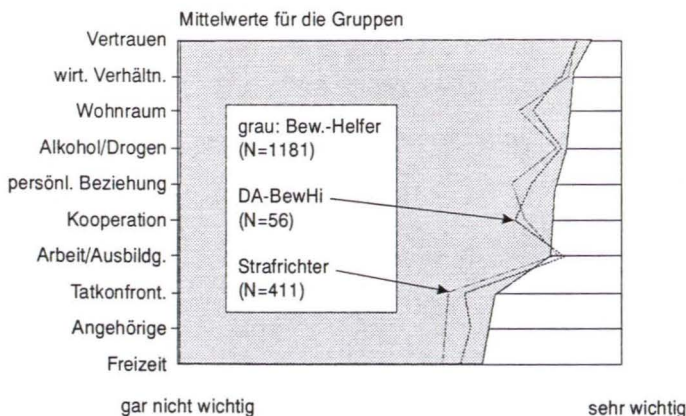 Mittelwerte für die Gruppen
Vertrauen
wirt. Verhältn.
Wohnraum
Alkohol/Drogen
persönl. Beziehung
Kooperation
Arbeit/Ausbildg.
Tatkonfront.
Angehörige
Freizeit
grau: Bew.-Helfer
(N=1181)
DA-BewHi
(N=56)
Strafrichter
(N=411)
gar nicht wichtig
sehr wichtig